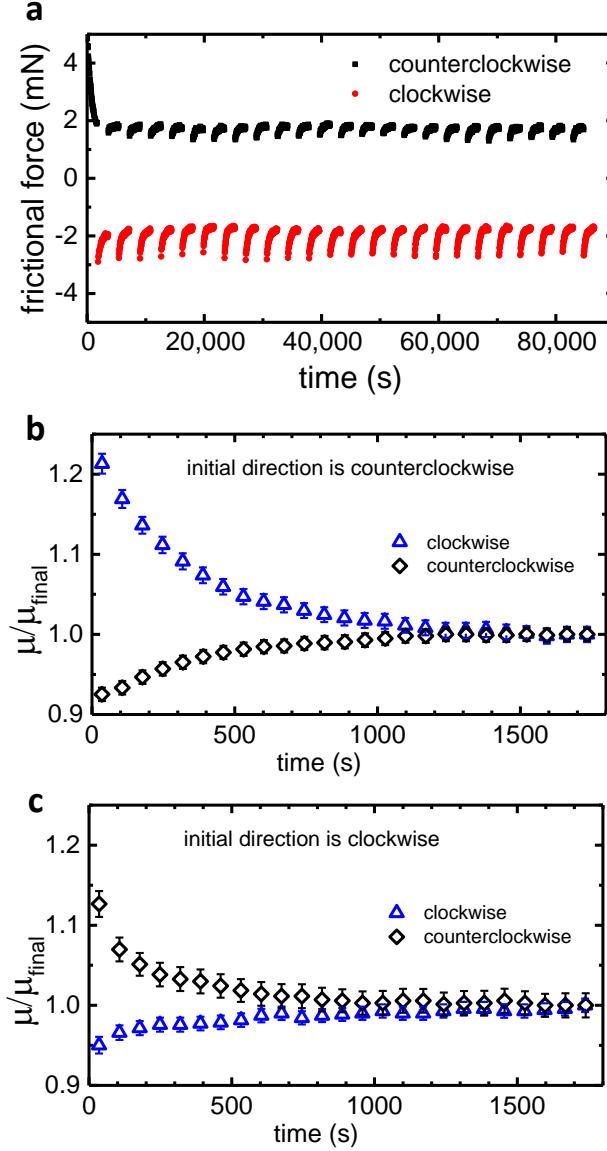 a
4
2
0
-2
-4
frictional force (mN)
counterclockwise
clockwise
0
20,000
40,000
60,000
80,000
time (s)
b
1.2
1.1
1.0
0.9
μ/μfinal
initial direction is counterclockwise
clockwise
counterclockwise
0
500
1000
1500
time (s)
c
1.2
1.1
1.0
0.9
μ/μfinal
initial direction is clockwise
clockwise
counterclockwise
0
500
1000
1500
time (s)